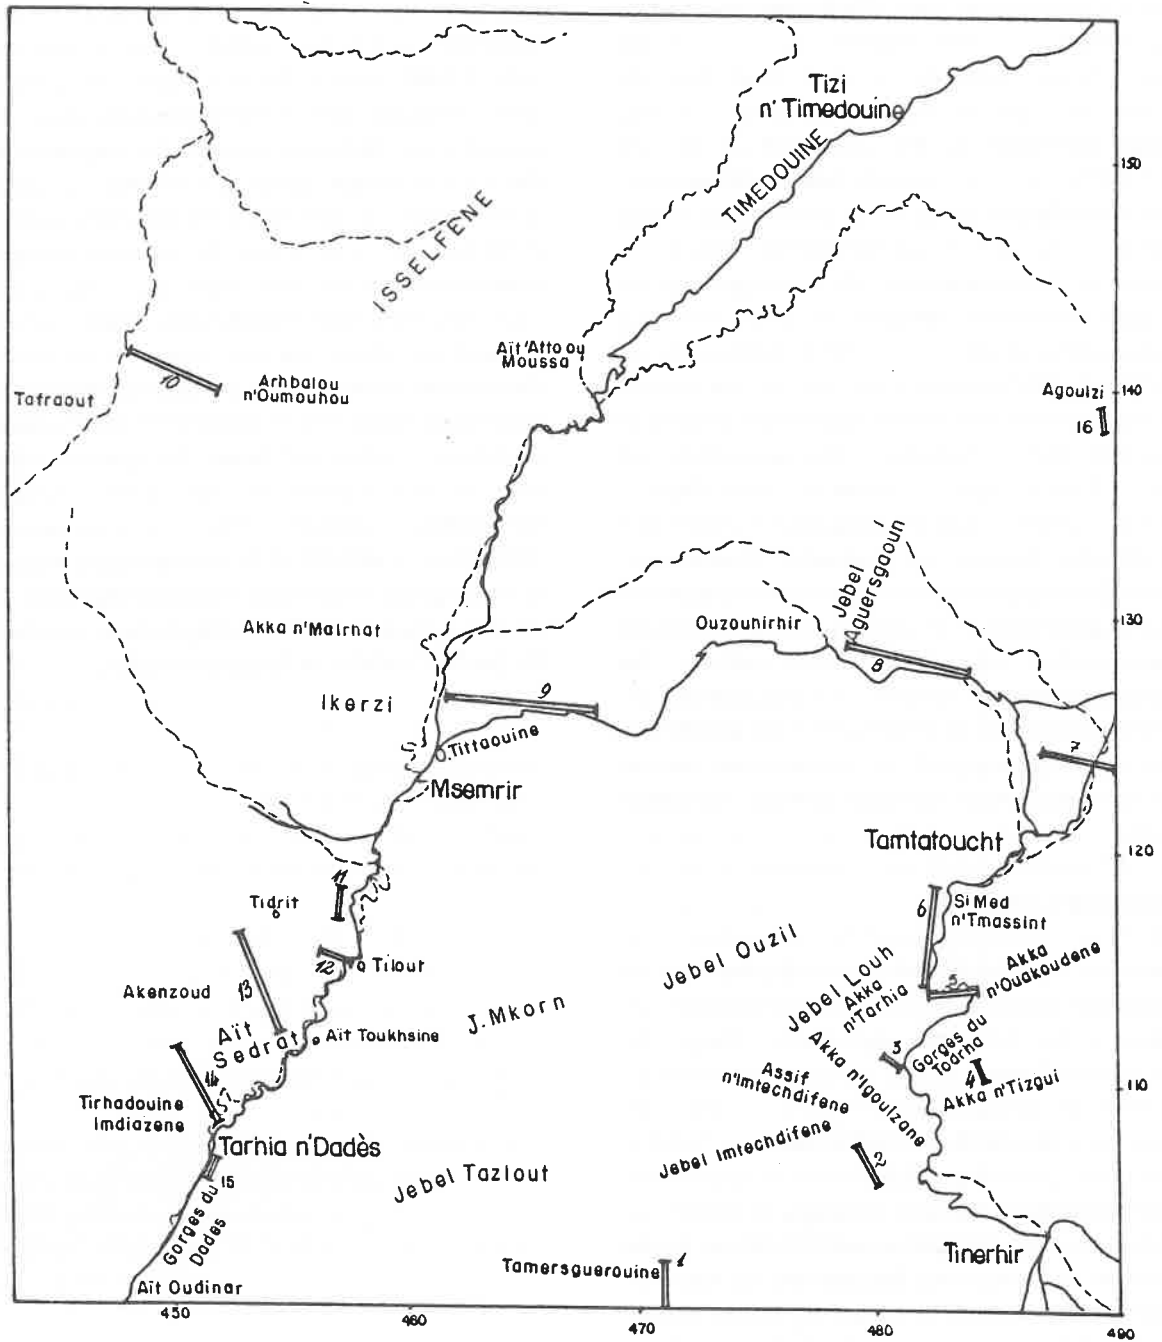 Tizi
n' Timedouine
TIMEDOUINE
150
ISSELFENE
Aït 'Atto ou
Moussa
10
Arhbalou
n'Oumouhou
Tafraout
Agoulzi
140
16
Jebel
Aguersgaoun
Akka n'Malrhat
Ouzouhirhir
130
8
Ikerzi
9
Tittaouine
7
Msemrir
Tamtatoucht
120
11
Tidrit
6
Si Med
n'Tmassint
12
Tilout
Jebel Ouzil
Akka
n'Ouakoudene
5
13
Akenzoud
Jebel Louh
Akka
n'Tarhia
J. Mkorn
Aït
Sedrat
Aït Toukhsine
3
Gorges du
Todrha
4
Akka n'Tizgui
110
Akka n'Igoulzane
Assif
n'Imtechdifene
14
Tirhadouine
Imdiazene
Tarhia n'Dadès
Jebel Imtechdifene
2
15
Jebel Tazlout
Gorges du
Dadès
Tinerhir
Tamersguerouine
1
Aït Oudinar
450
460
470
480
490